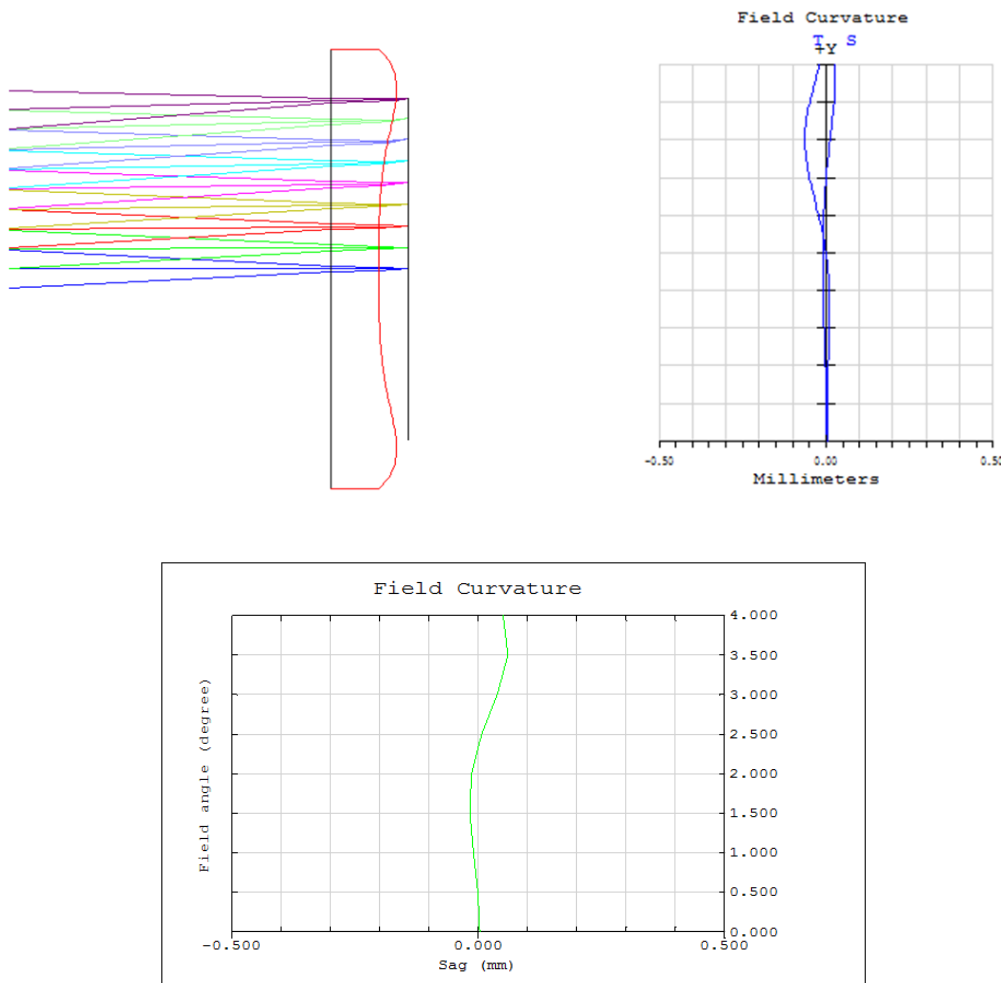 Field Curvature
T S
+Y
-0.50 0.00 0.50
Millimeters
Field Curvature
4.000
3.500
3.000
2.500
2.000
1.500
1.000
0.500
0.000
Field angle (degree)
-0.500 0.000 0.500
Sag (mm)